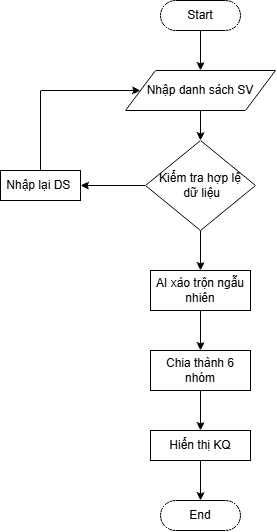 Start
Nhập danh sách SV
Kiểm tra hợp lệ
dữ liệu
Nhập lại DS
AI xáo trộn ngẫu
nhiên
Chia thành 6
nhóm
Hiển thị KQ
End